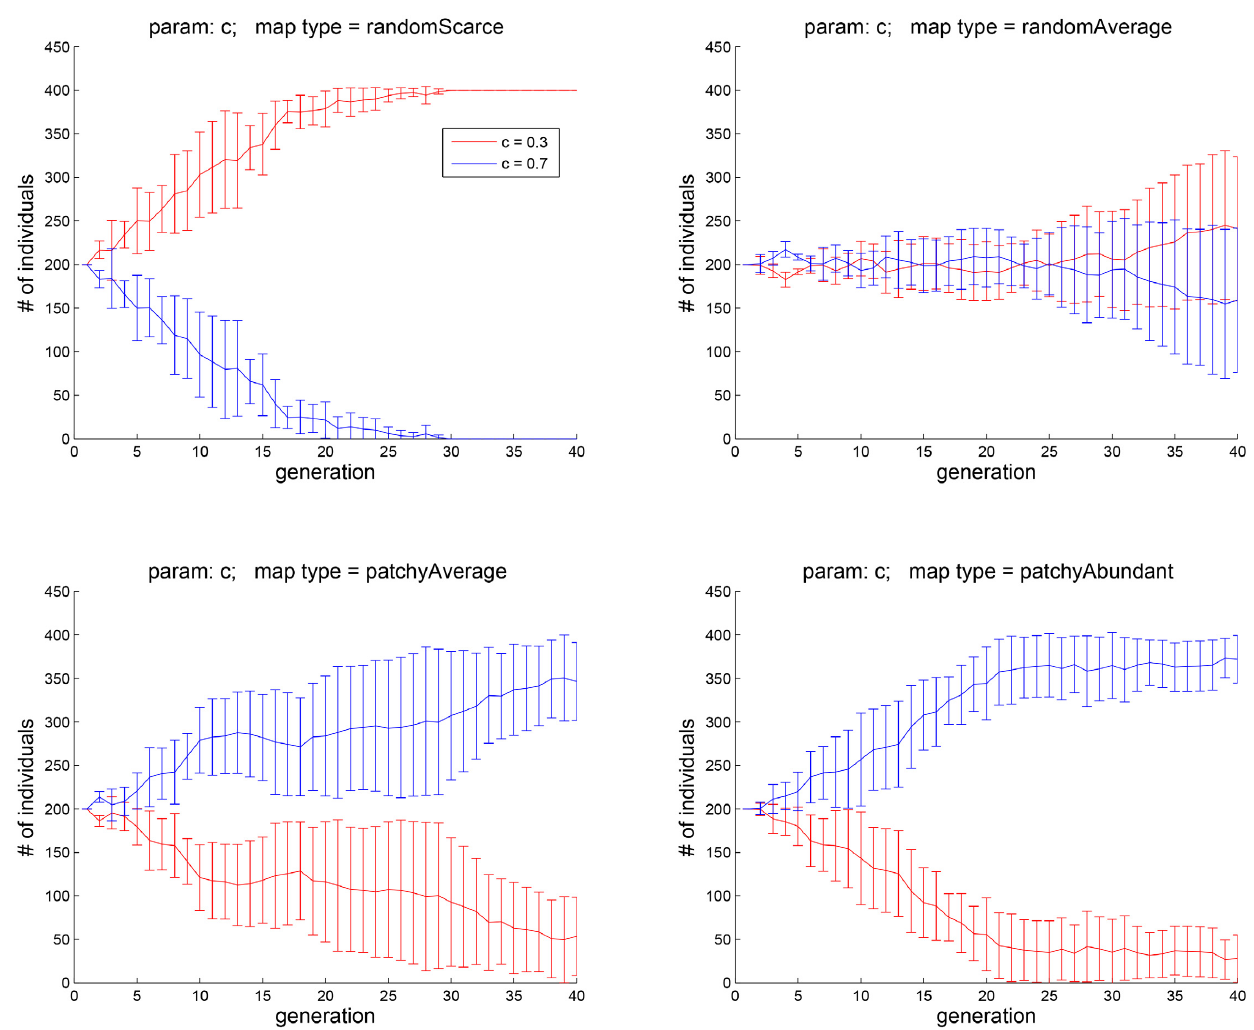 param: c;   map type = randomScarce
450
400
350
300
250
200
150
100
50
0
# of individuals
c = 0.3
c = 0.7
0 5 10 15 20 25 30 35 40
generation
param: c;   map type = randomAverage
450
400
350
300
250
200
150
100
50
0
# of individuals
0 5 10 15 20 25 30 35 40
generation
param: c;   map type = patchyAverage
450
400
350
300
250
200
150
100
50
0
# of individuals
0 5 10 15 20 25 30 35 40
generation
param: c;   map type = patchyAbundant
450
400
350
300
250
200
150
100
50
0
# of individuals
0 5 10 15 20 25 30 35 40
generation